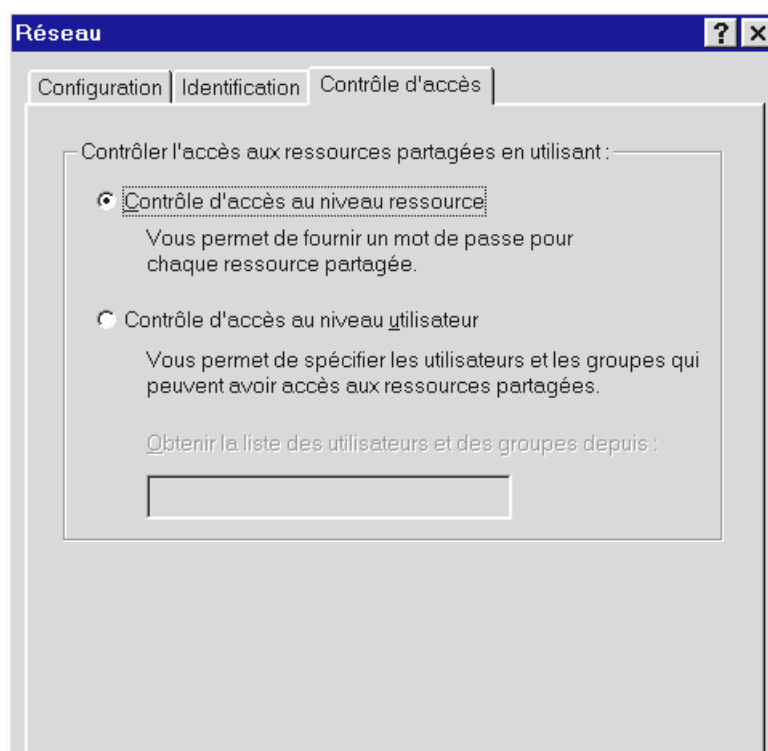 Réseau
Configuration
Identification
Contrôle d'accès
Contrôler l'accès aux ressources partagées en utilisant :
Contrôle d'accès au niveau ressource
Vous permet de fournir un mot de passe pour
chaque ressource partagée.
Contrôle d'accès au niveau utilisateur
Vous permet de spécifier les utilisateurs et les groupes qui
peuvent avoir accès aux ressources partagées.
Obtenir la liste des utilisateurs et des groupes depuis :